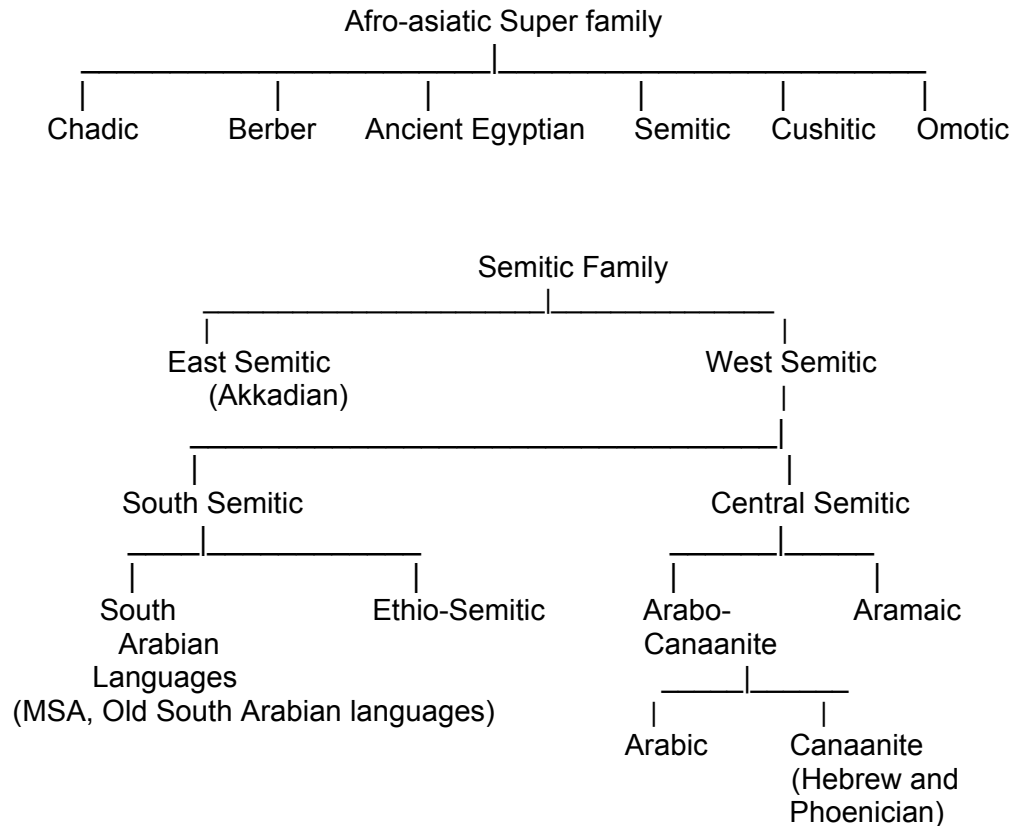 Afro-asiatic Super family
Chadic Berber Ancient Egyptian Semitic Cushitic Omotic
Semitic Family
East Semitic West Semitic
(Akkadian)
South Semitic Central Semitic
South Ethio-Semitic Arabo- Aramaic
Arabian Canaanite
Languages
(MSA, Old South Arabian languages)
Arabic Canaanite
(Hebrew and
Phoenician)